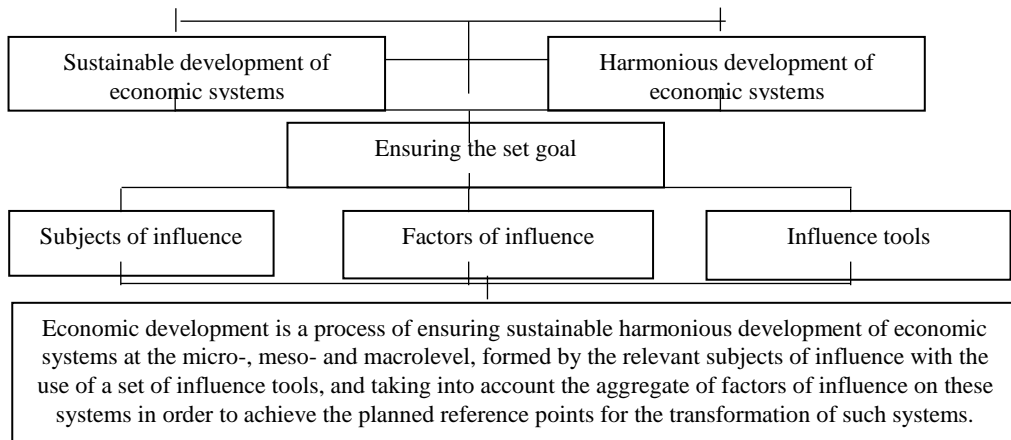 Sustainable development of
economic systems
Harmonious development of
economic systems
Ensuring the set goal
Subjects of influence
Factors of influence
Influence tools
Economic development is a process of ensuring sustainable harmonious development of economic
systems at the micro-, meso- and macrolevel, formed by the relevant subjects of influence with the
use of a set of influence tools, and taking into account the aggregate of factors of influence on these
systems in order to achieve the planned reference points for the transformation of such systems.